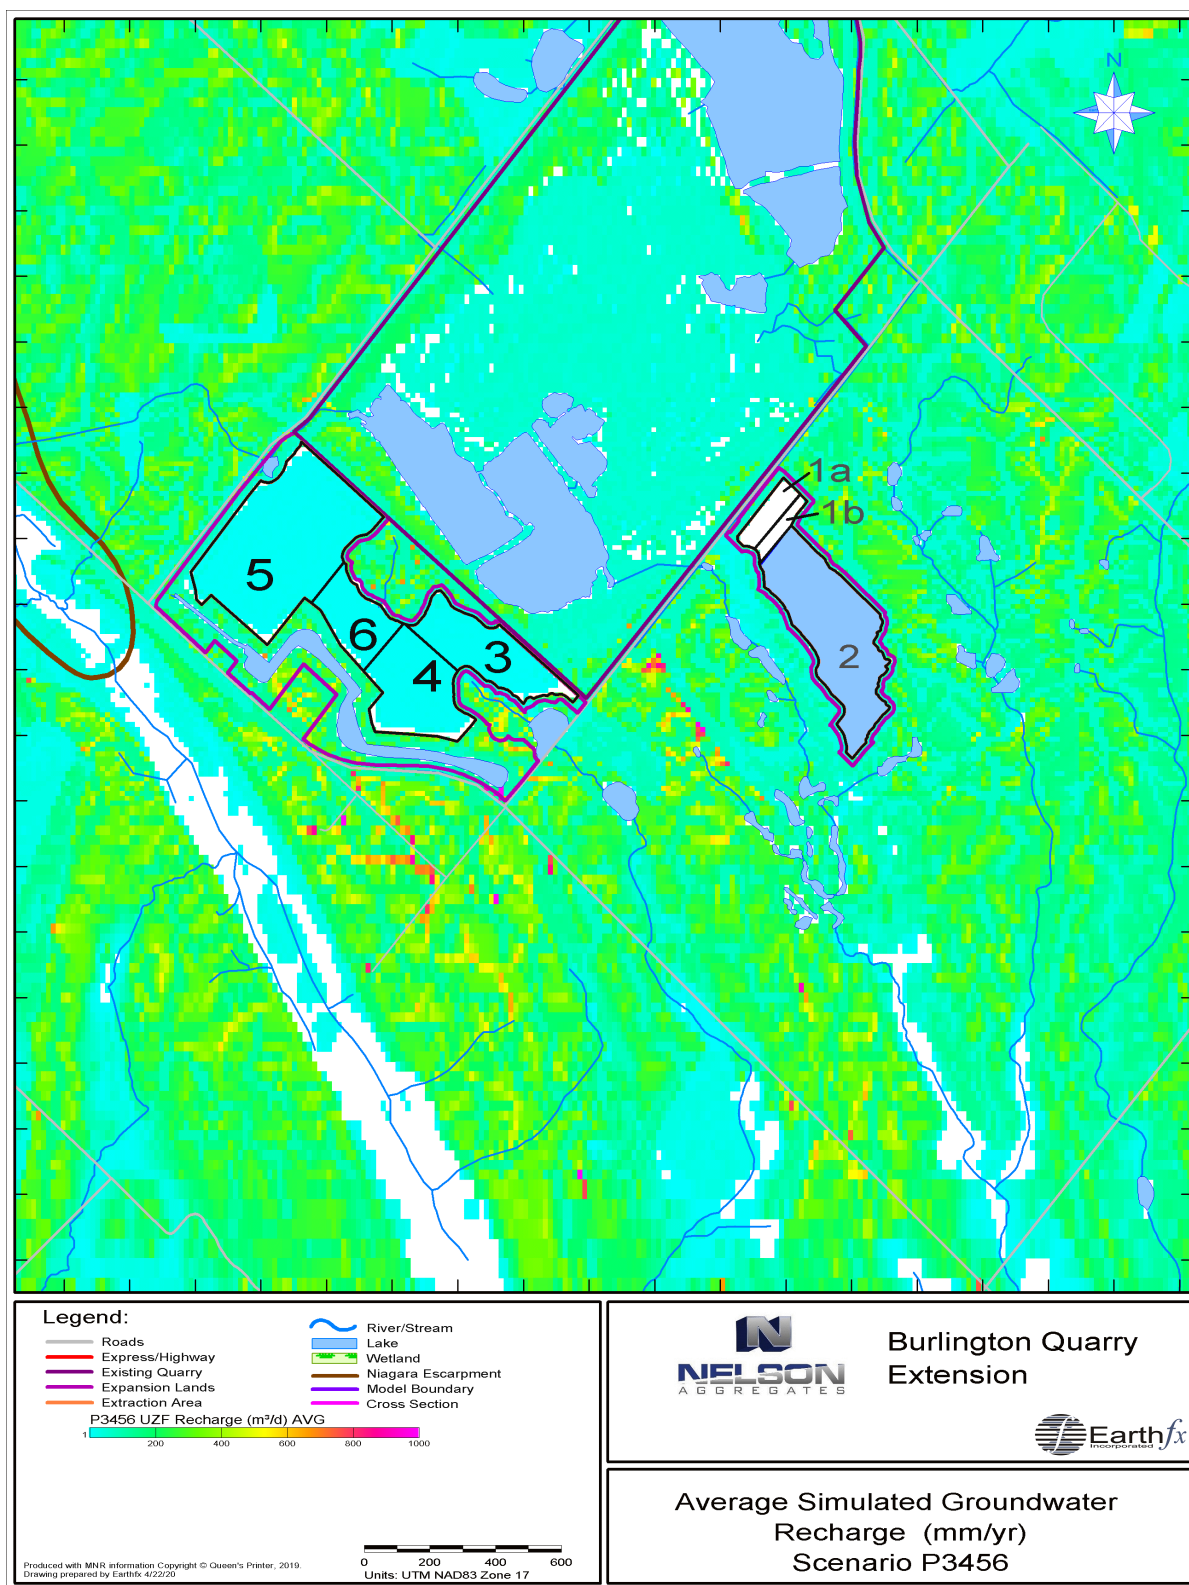 N
1a
1b
5
6
3
4
2
Legend:
Roads
Express/Highway
Existing Quarry
Expansion Lands
Extraction Area
River/Stream
Lake
Wetland
Niagara Escarpment
Model Boundary
Cross Section
P3456 UZF Recharge (m³/d) AVG
1 200 400 600 800 1000
Produced with MNR information Copyright © Queen's Printer, 2019.
Drawing prepared by Earthfx 4/22/20
0 200 400 600
Units: UTM NAD83 Zone 17
N
NELSON
AGGREGATES
Burlington Quarry
Extension
Earthfx
Incorporated
Average Simulated Groundwater
Recharge (mm/yr)
Scenario P3456